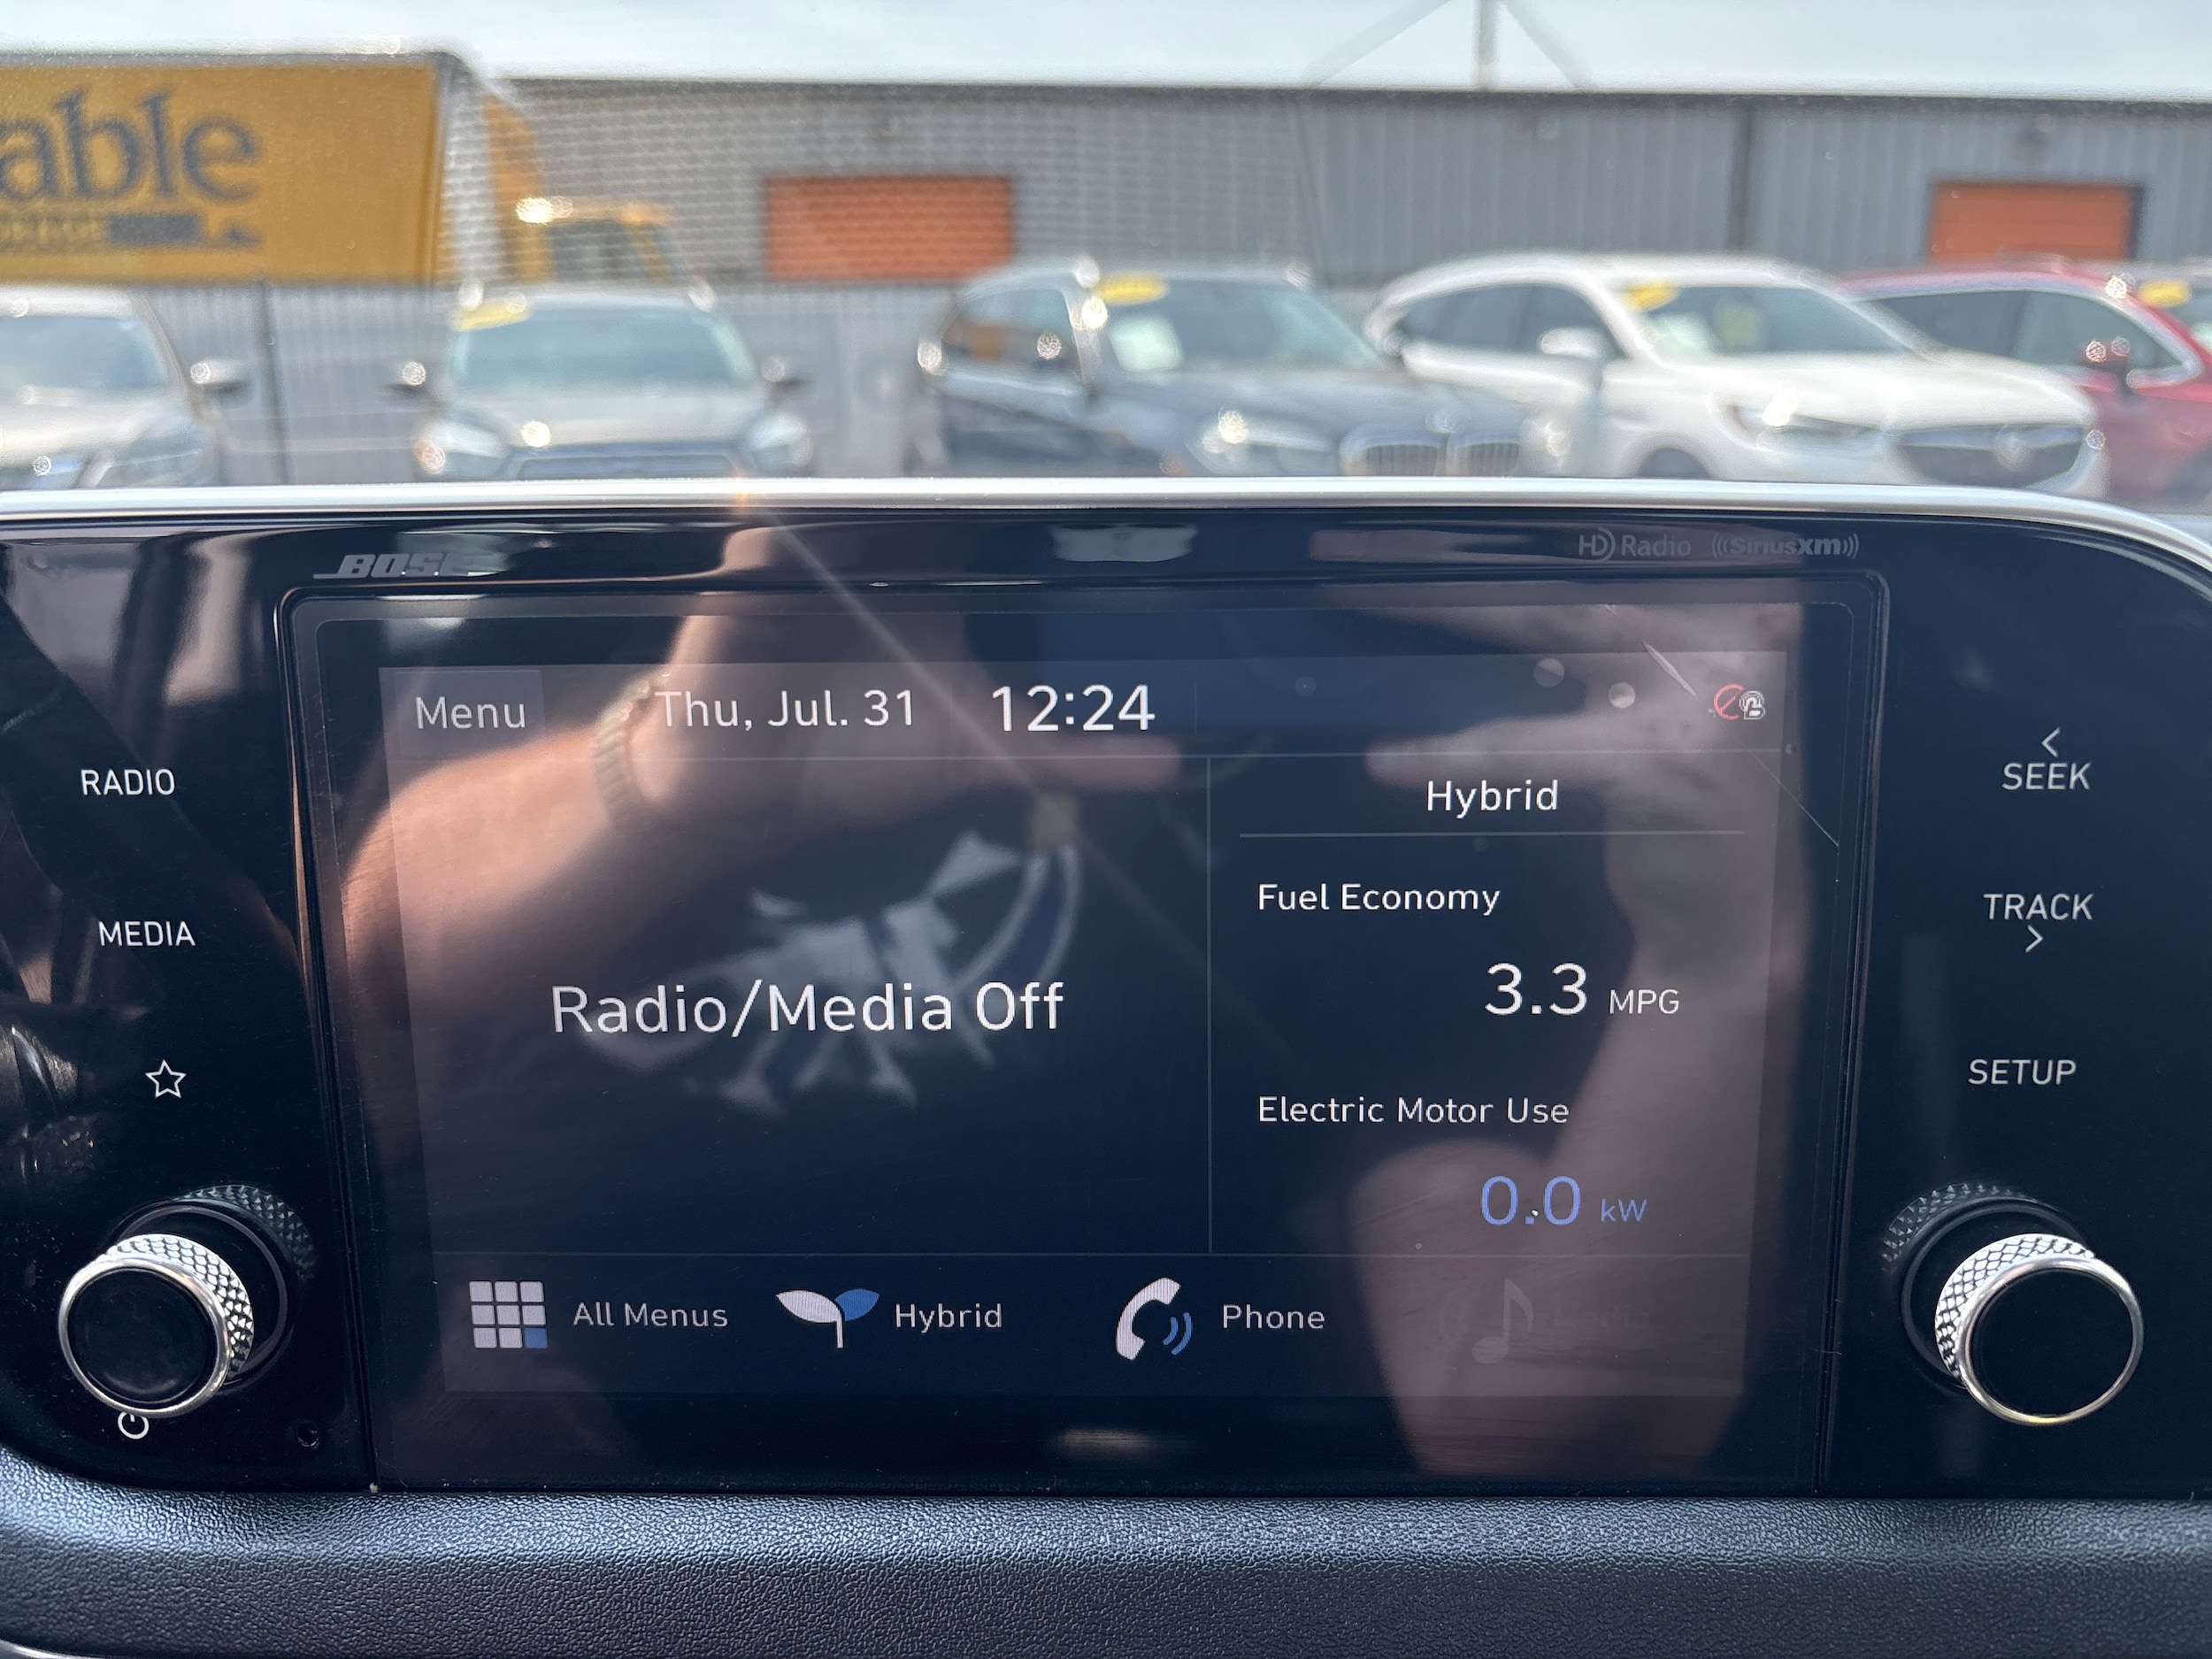 able
BOSE
HD Radio
((SiriusXM))
Menu
Thu, Jul. 31
12:24
RADIO
MEDIA
Radio/Media Off
Hybrid
Fuel Economy
3.3 MPG
Electric Motor Use
0.0 kW
All Menus
Hybrid
Phone
< SEEK
TRACK >
SETUP